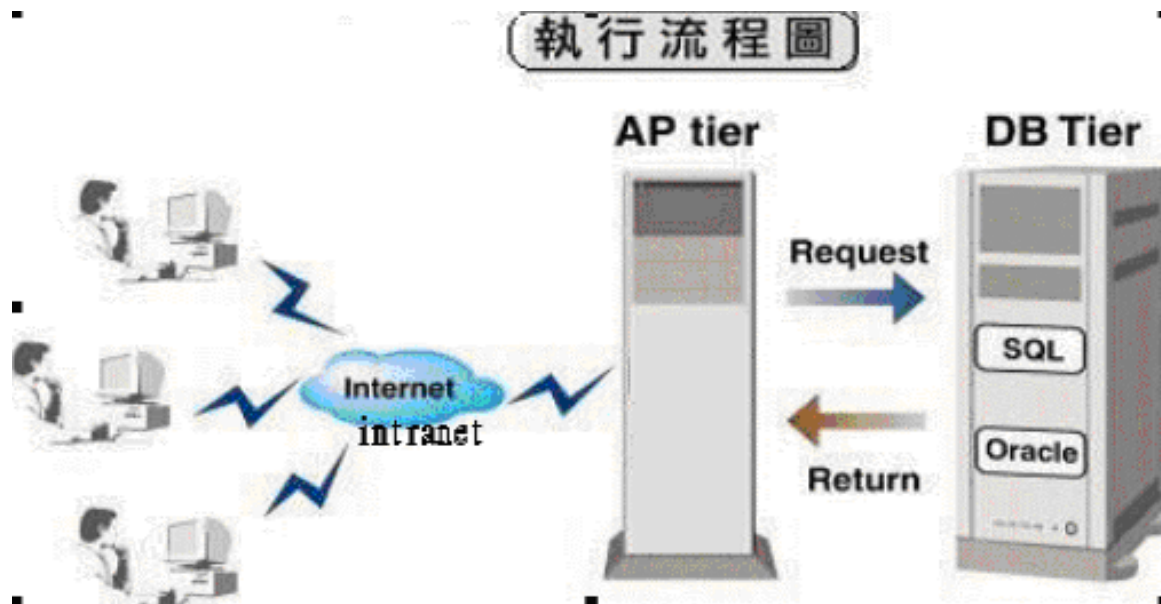 執行流程圖
AP tier
DB Tier
Request
SQL
Internet
intranet
Oracle
Return